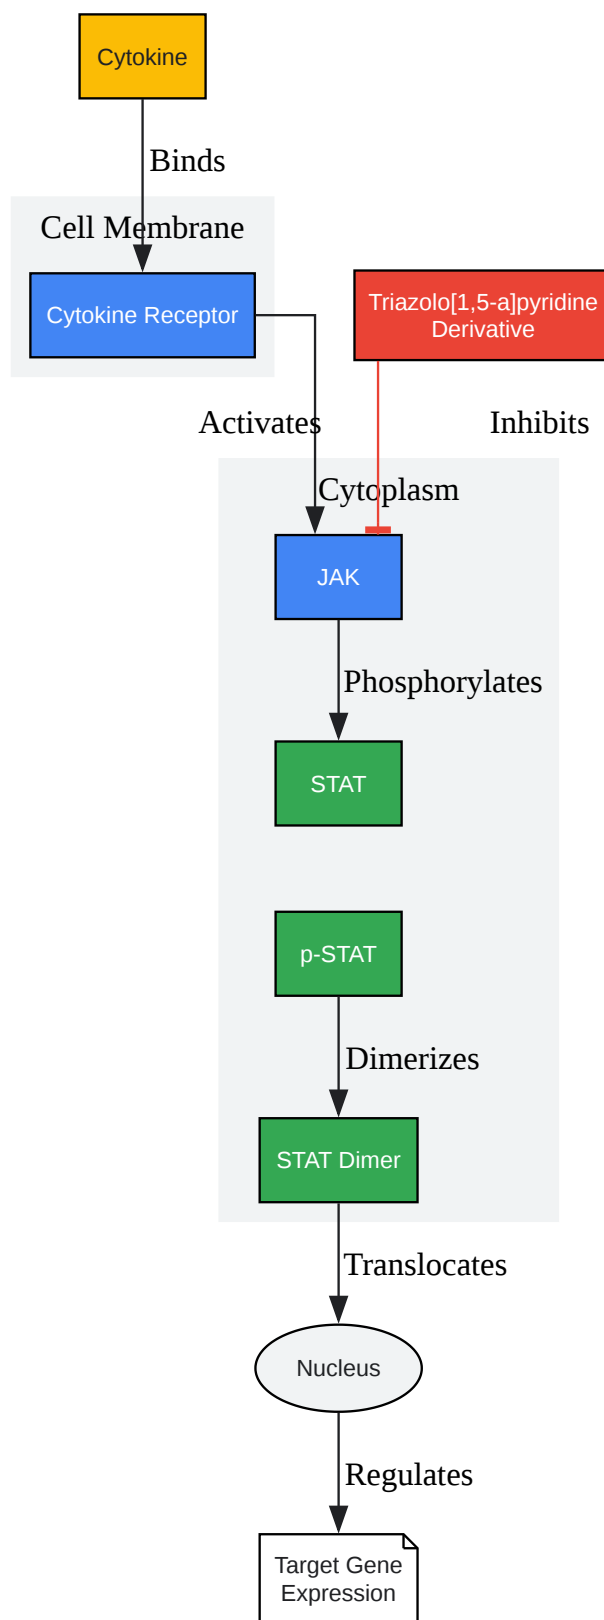 Cytokine
Binds
Cell Membrane
Cytokine Receptor
Triazolo[1,5-a]pyridine
Derivative
Activates
Inhibits
Cytoplasm
JAK
Phosphorylates
STAT
p-STAT
Dimerizes
STAT Dimer
Translocates
Nucleus
Regulates
Target Gene
Expression